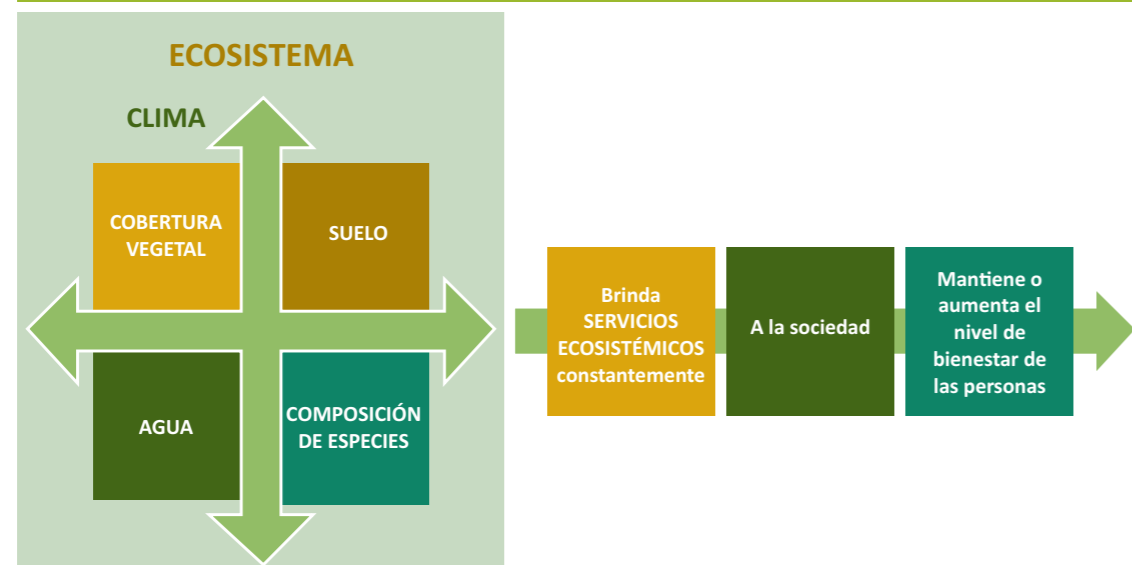 ECOSISTEMA
CLIMA
COBERTURA
VEGETAL
SUELO
AGUA
COMPOSICIÓN
DE ESPECIES
Brinda
SERVICIOS
ECOSISTÉMICOS
constantemente
A la sociedad
Mantiene o
aumenta el
nivel de
bienestar de
las personas